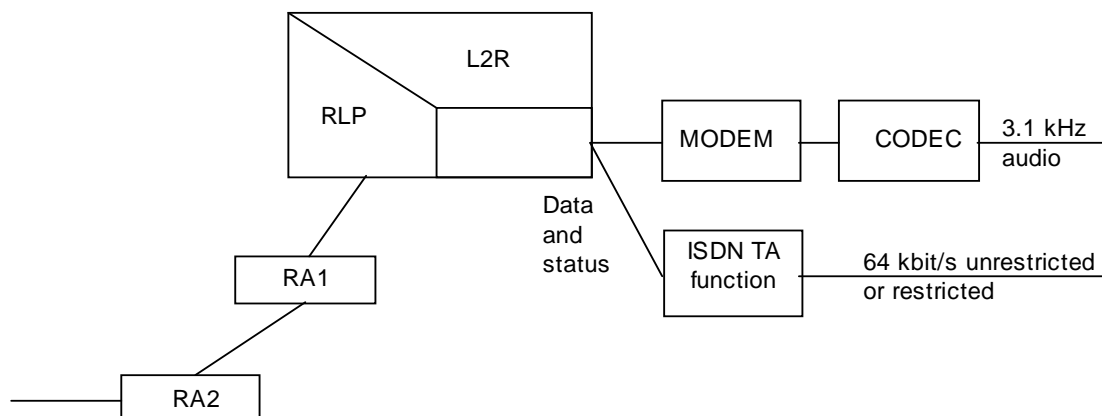 L2R
RLP
MODEM
CODEC
3.1 kHz
audio
Data
and
status
ISDN TA
function
64 kbit/s unrestricted
or restricted
RA1
RA2